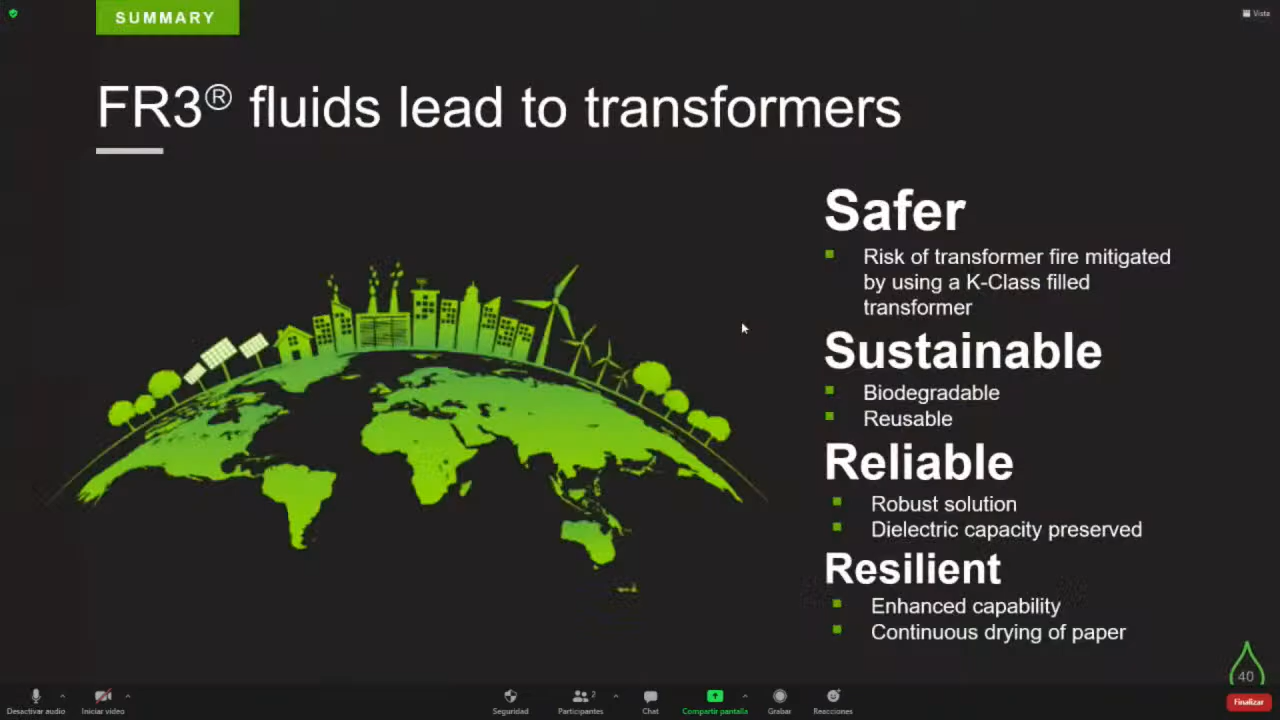 SUMMARY
Vista
FR3® fluids lead to transformers
Safer
Risk of transformer fire mitigated
by using a K-Class filled
transformer
Sustainable
Biodegradable
Reusable
Reliable
Robust solution
Dielectric capacity preserved
Resilient
Enhanced capability
Continuous drying of paper
40
2
Desactivar audio
Iniciar video
Seguridad
Participantes
Chat
Compartir pantalla
Grabar
Reacciones
Finalizar